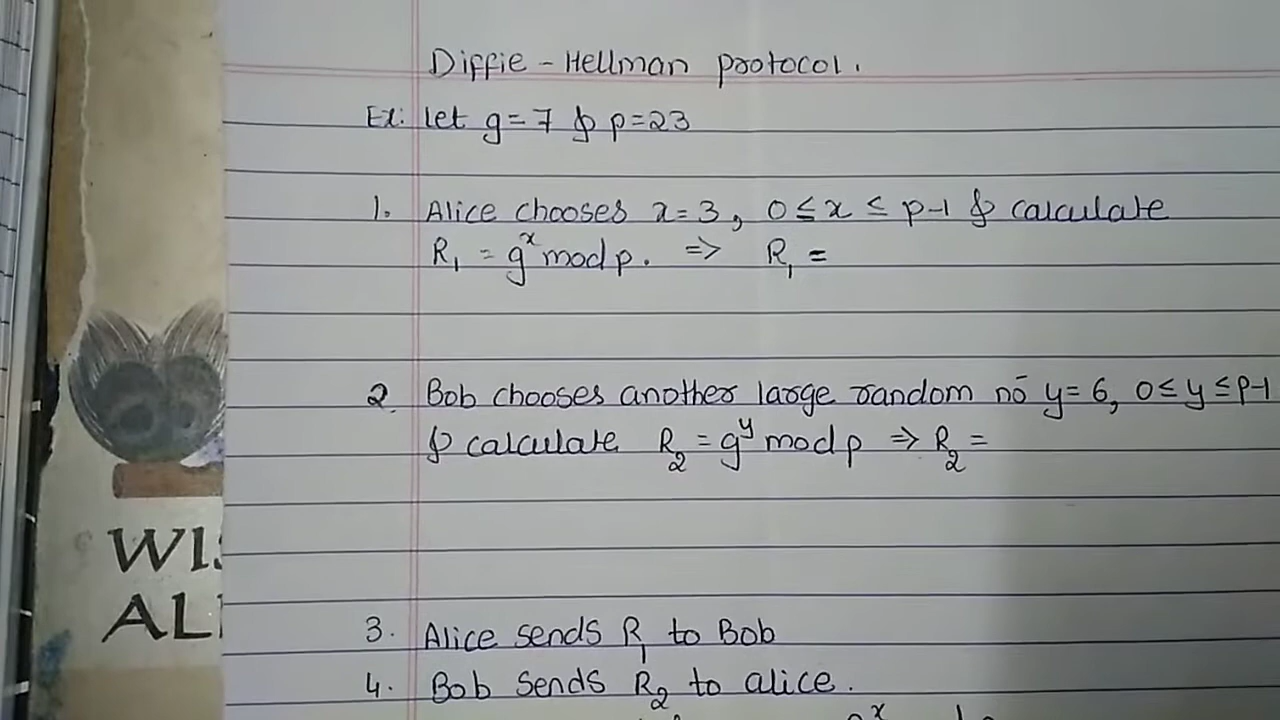 Diffie - Hellman protocol.
Ex: let g=7 & p=23
1. Alice chooses x=3, 0≤x≤p-1 & calculate
R₁ = gˣ mod p. ⇒ R₁ =
2. Bob chooses another large random no y=6, 0≤y≤p-1
& calculate R₂ = gʸ mod p ⇒ R₂ =
3. Alice sends R₁ to Bob
4. Bob sends R₂ to alice.